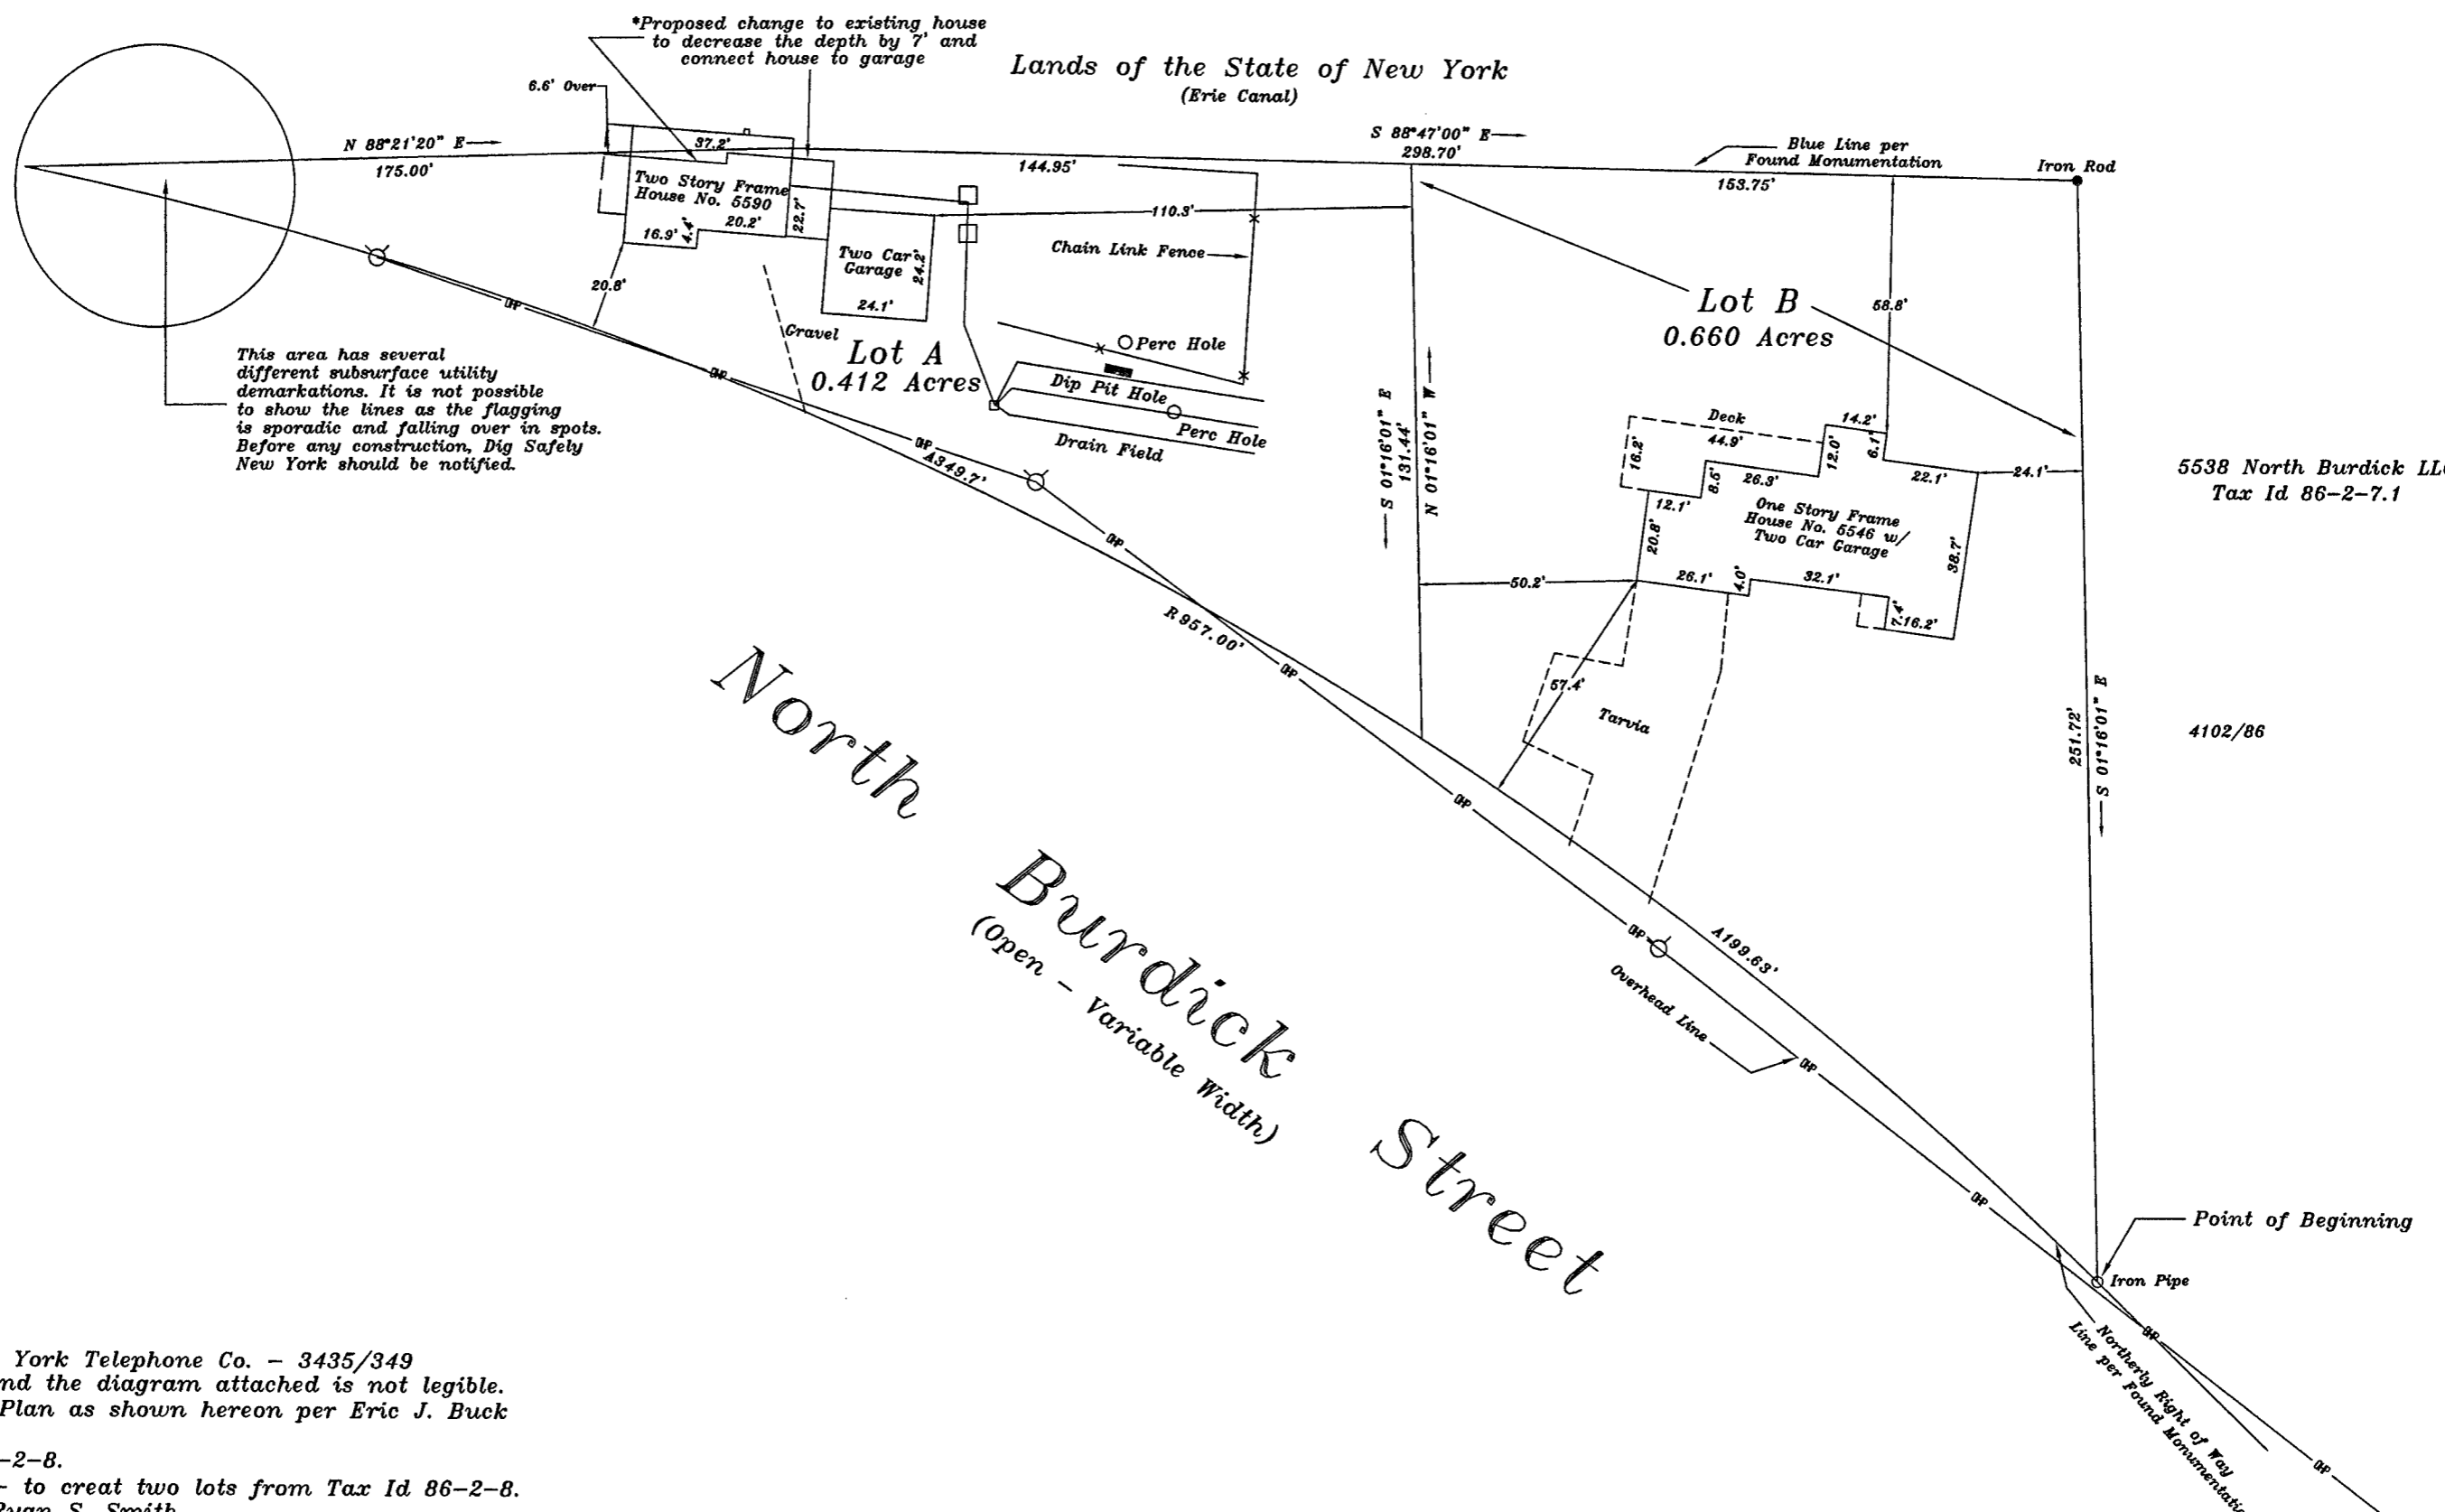 *Proposed change to existing house
to decrease the depth by 7' and
connect house to garage
Lands of the State of New York
(Erie Canal)
6.6' Over
N 88°21'20" E
175.00'
37.2'
144.95'
S 88°47'00" E
298.70'
Blue Line per
Found Monumentation
153.75'
Iron Rod
Two Story Frame
House No. 5590
22.7'
16.9'
4.4'
20.2'
20.8'
Two Car
Garage
24.2'
24.1'
110.3'
Chain Link Fence
Gravel
Lot A
0.412 Acres
Perc Hole
Dip Pit Hole
Perc Hole
Drain Field
This area has several
different subsurface utility
demarkations. It is not possible
to show the lines as the flagging
is sporadic and falling over in spots.
Before any construction, Dig Safely
New York should be notified.
OHP
OHP
OHP
A349.7'
OHP
R 957.00'
OHP
S 01°16'01" E
131.44'
N 01°16'01" W
Lot B
0.660 Acres
58.8'
Deck
44.9'
16.2'
14.2'
12.0'
6.1'
8.5'
26.3'
12.1'
22.1'
24.1'
One Story Frame
House No. 5546 w/
Two Car Garage
20.8'
38.7'
26.1'
4.0'
32.1'
7.4'
16.2'
50.2'
57.4'
Tarvia
5538 North Burdick
Tax Id 86-2-7.1
251.72'
S 01°16'01" E
4102/86
North Burdick Street
(Open - Variable Width)
OHP
OHP
A199.63'
Overhead Line
OHP
OHP
Point of Beginning
Iron Pipe
OHP
Northerly Right of Way
Line per Found
OHP
York Telephone Co. - 3435/349
the diagram attached is not legible.
Plan as shown hereon per Eric J. Buck
-2-8.
- to creat two lots from Tax Id 86-2-8.
Ryan S. Smith